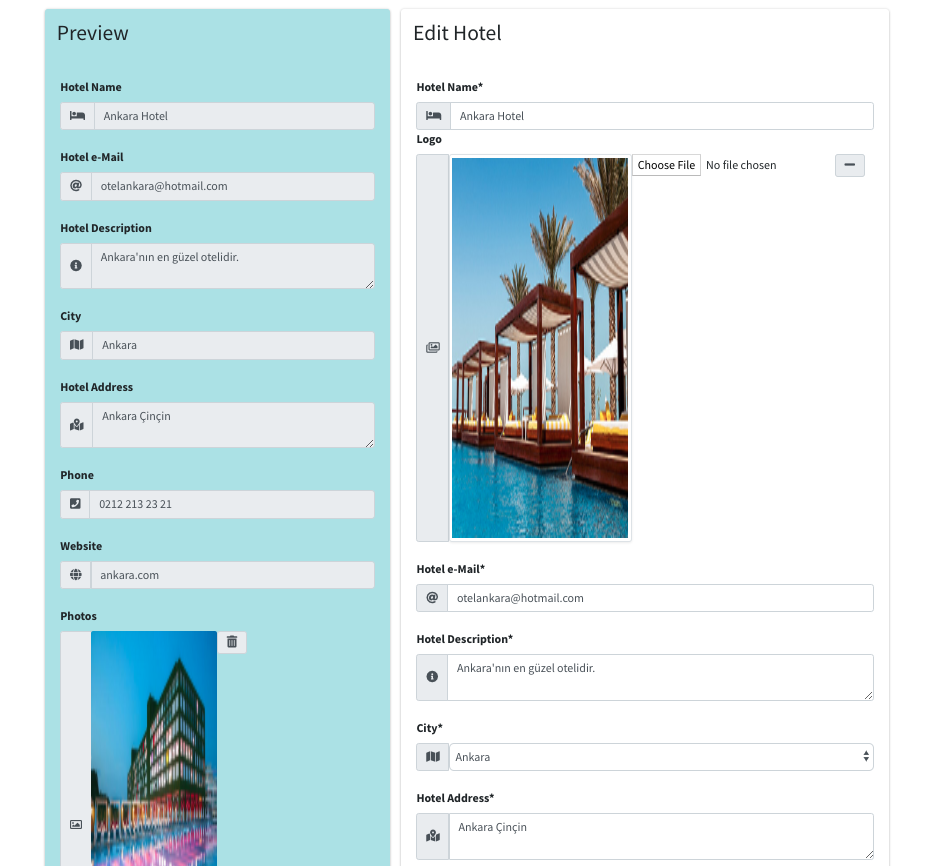 Preview
Hotel Name
Ankara Hotel
Hotel e-Mail
otelankara@hotmail.com
Hotel Description
Ankara'nın en güzel otelidir.
City
Ankara
Hotel Address
Ankara Çinçin
Phone
0212 213 23 21
Website
ankara.com
Photos
Edit Hotel
Hotel Name*
Ankara Hotel
Logo
Choose File No file chosen
Hotel e-Mail*
otelankara@hotmail.com
Hotel Description*
Ankara'nın en güzel otelidir.
City*
Ankara
Hotel Address*
Ankara Çinçin